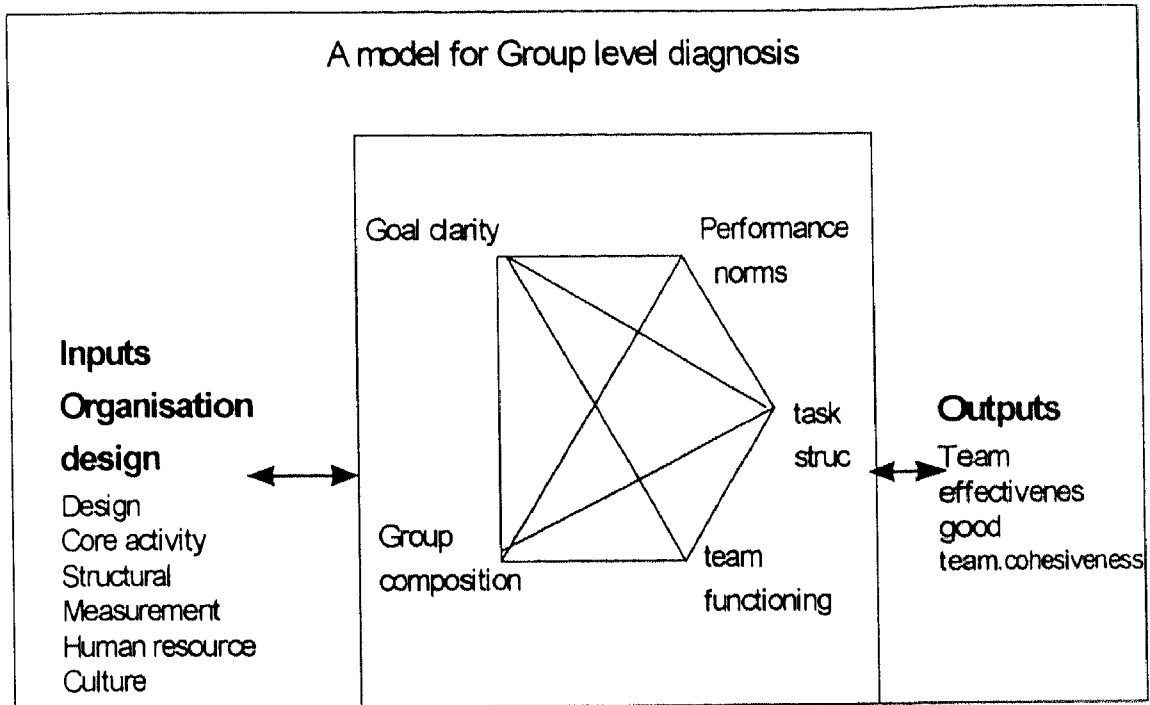 A model for Group level diagnosis
Goal clarity
Performance
norms
Inputs
Organisation
design
Design
Core activity
Structural
Measurement
Human resource
Culture
Group
composition
task
struc
team
functioning
Outputs
Team
effectivenes
good
team.cohesiveness